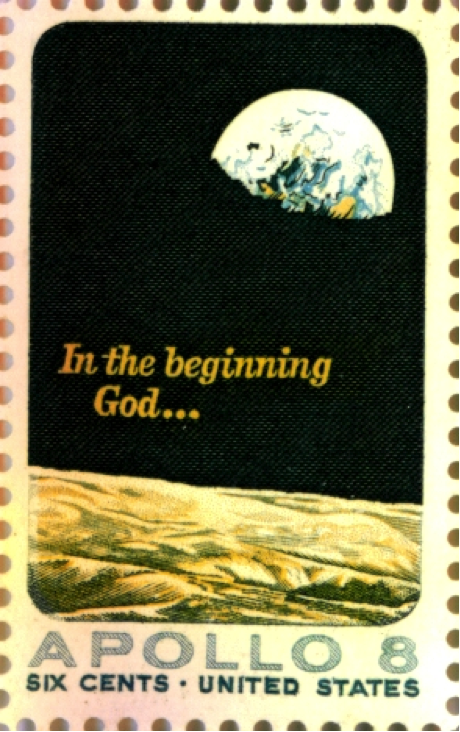 In the beginning
God...
APOLLO 8
SIX CENTS · UNITED STATES